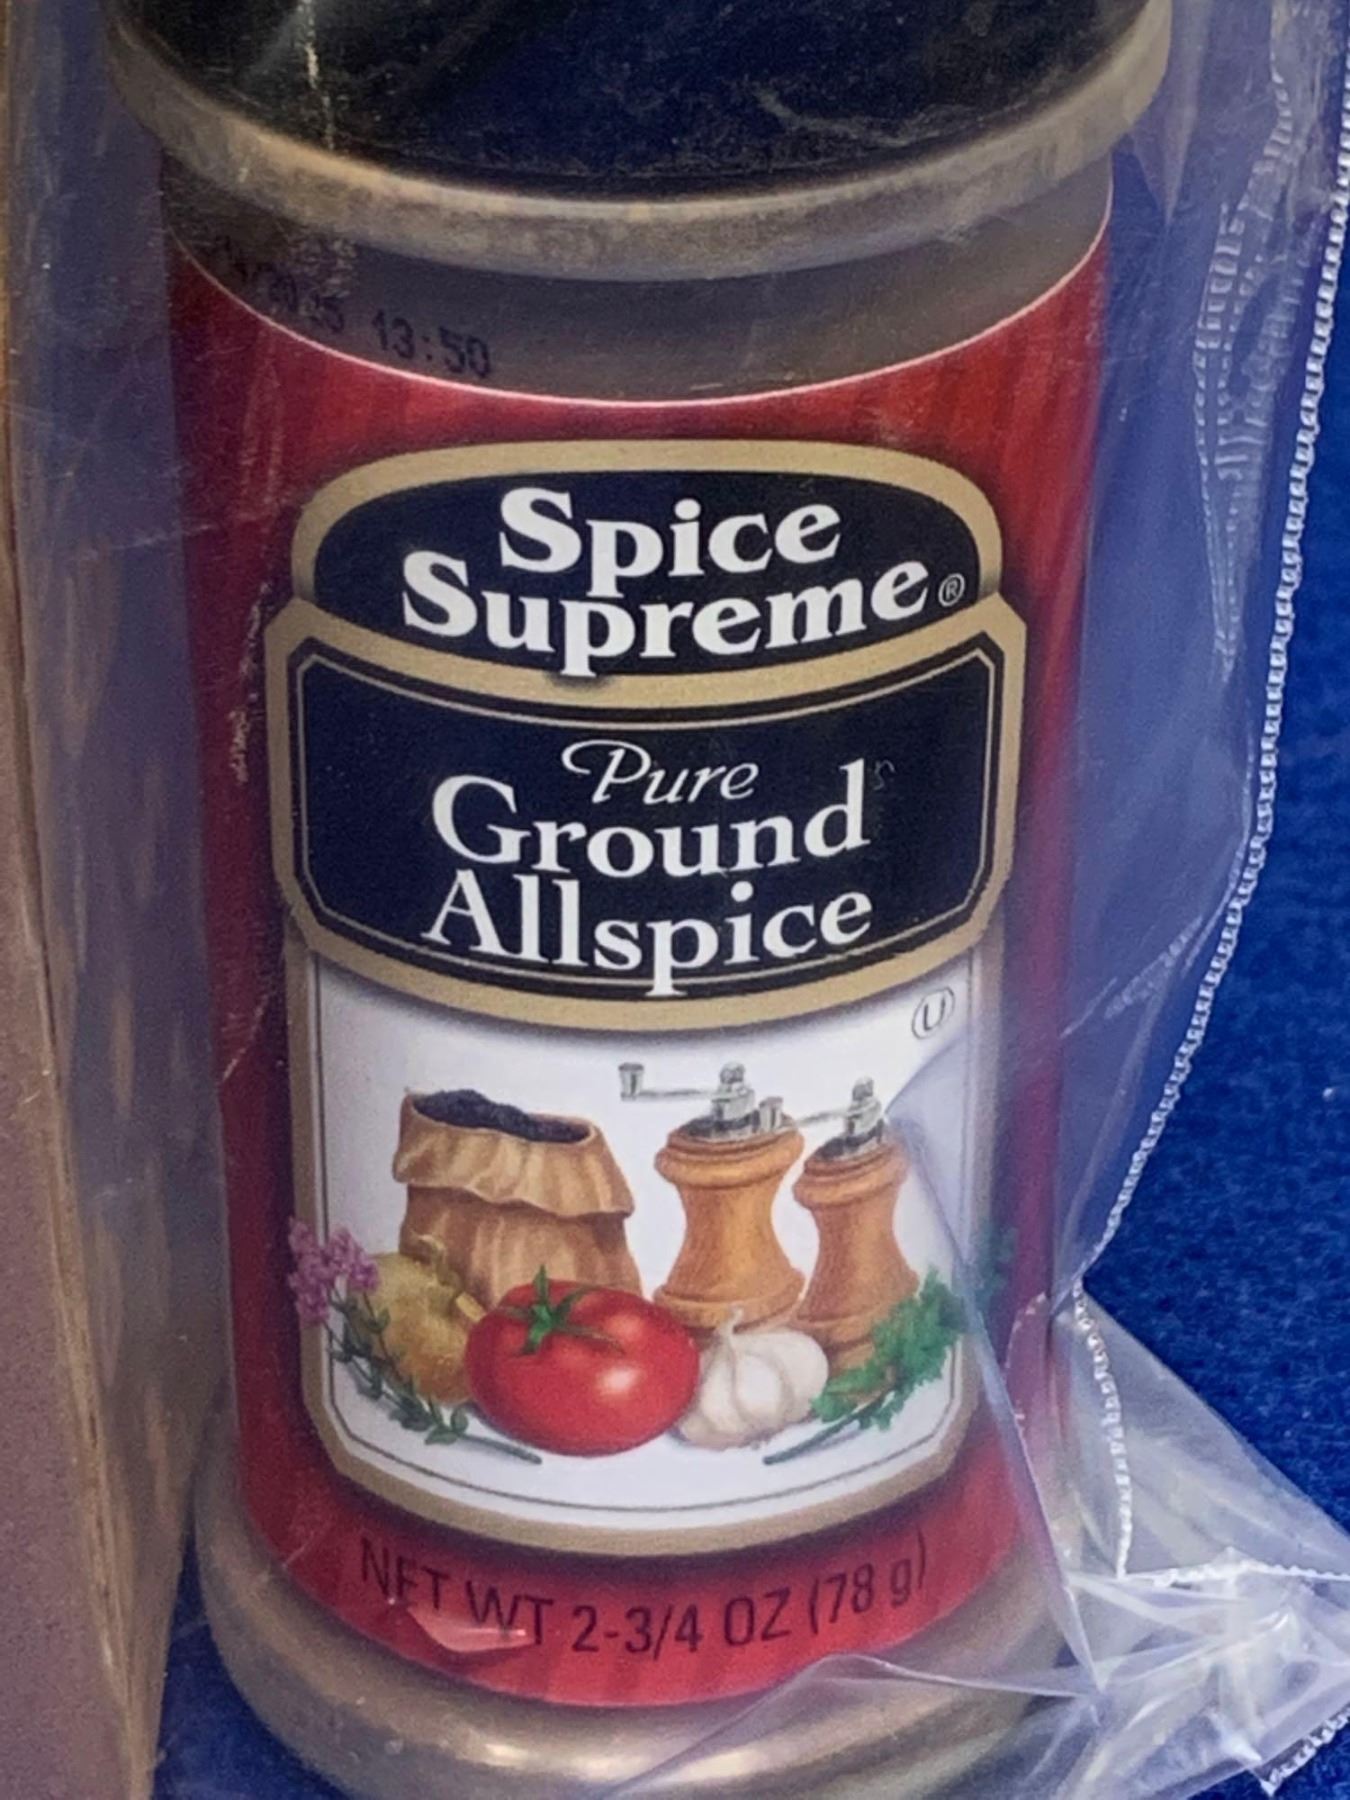 13:50
Spice
Supreme®
Pure
Ground
Allspice
U
NET WT 2-3/4 OZ (78 g)